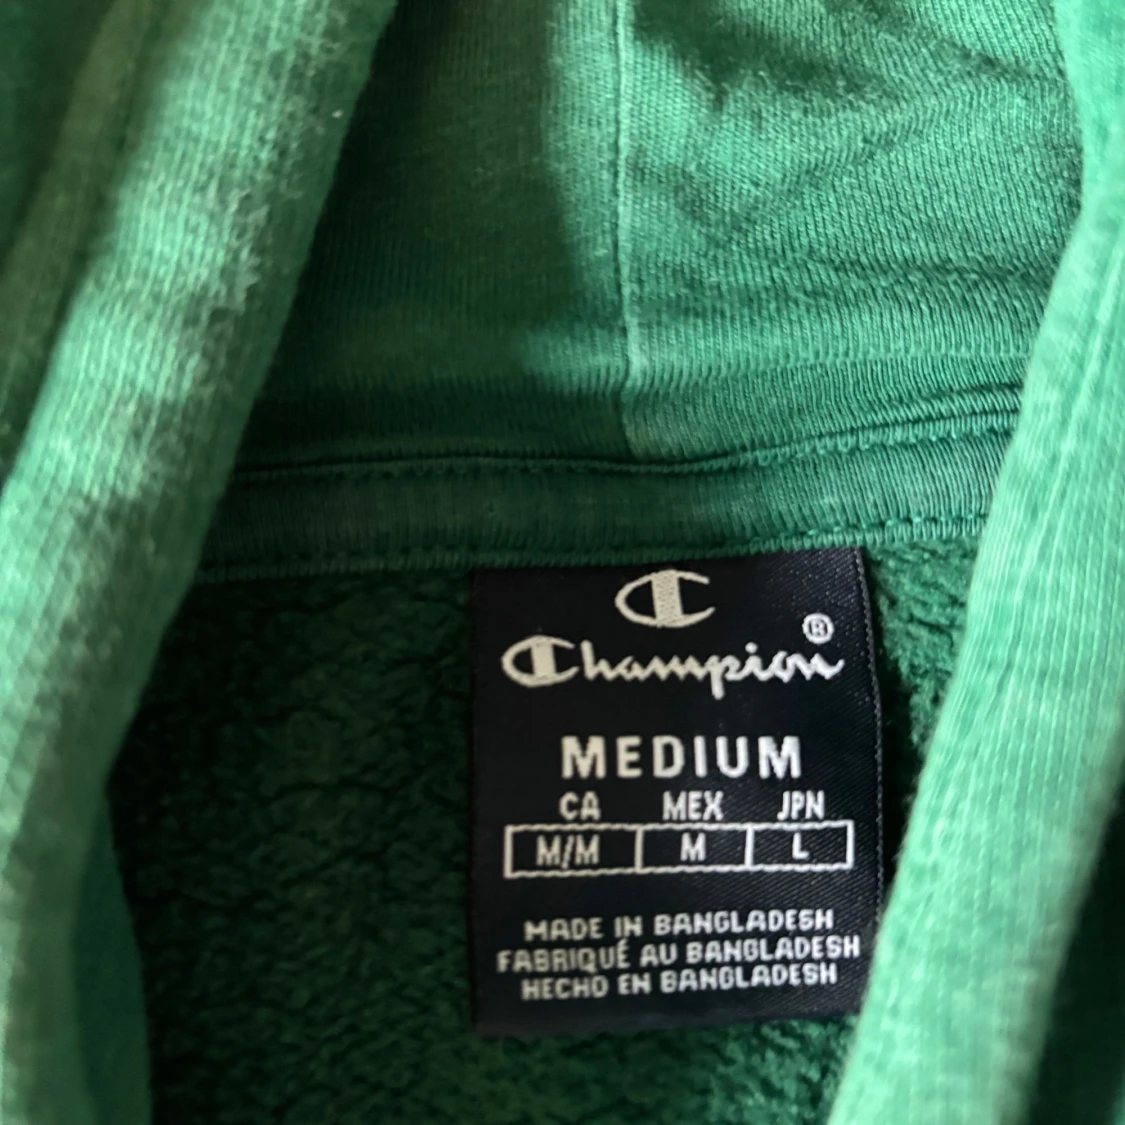 C
Champion®
MEDIUM
CA MEX JPN
M/M M L
MADE IN BANGLADESH
FABRIQUÉ AU BANGLADESH
HECHO EN BANGLADESH